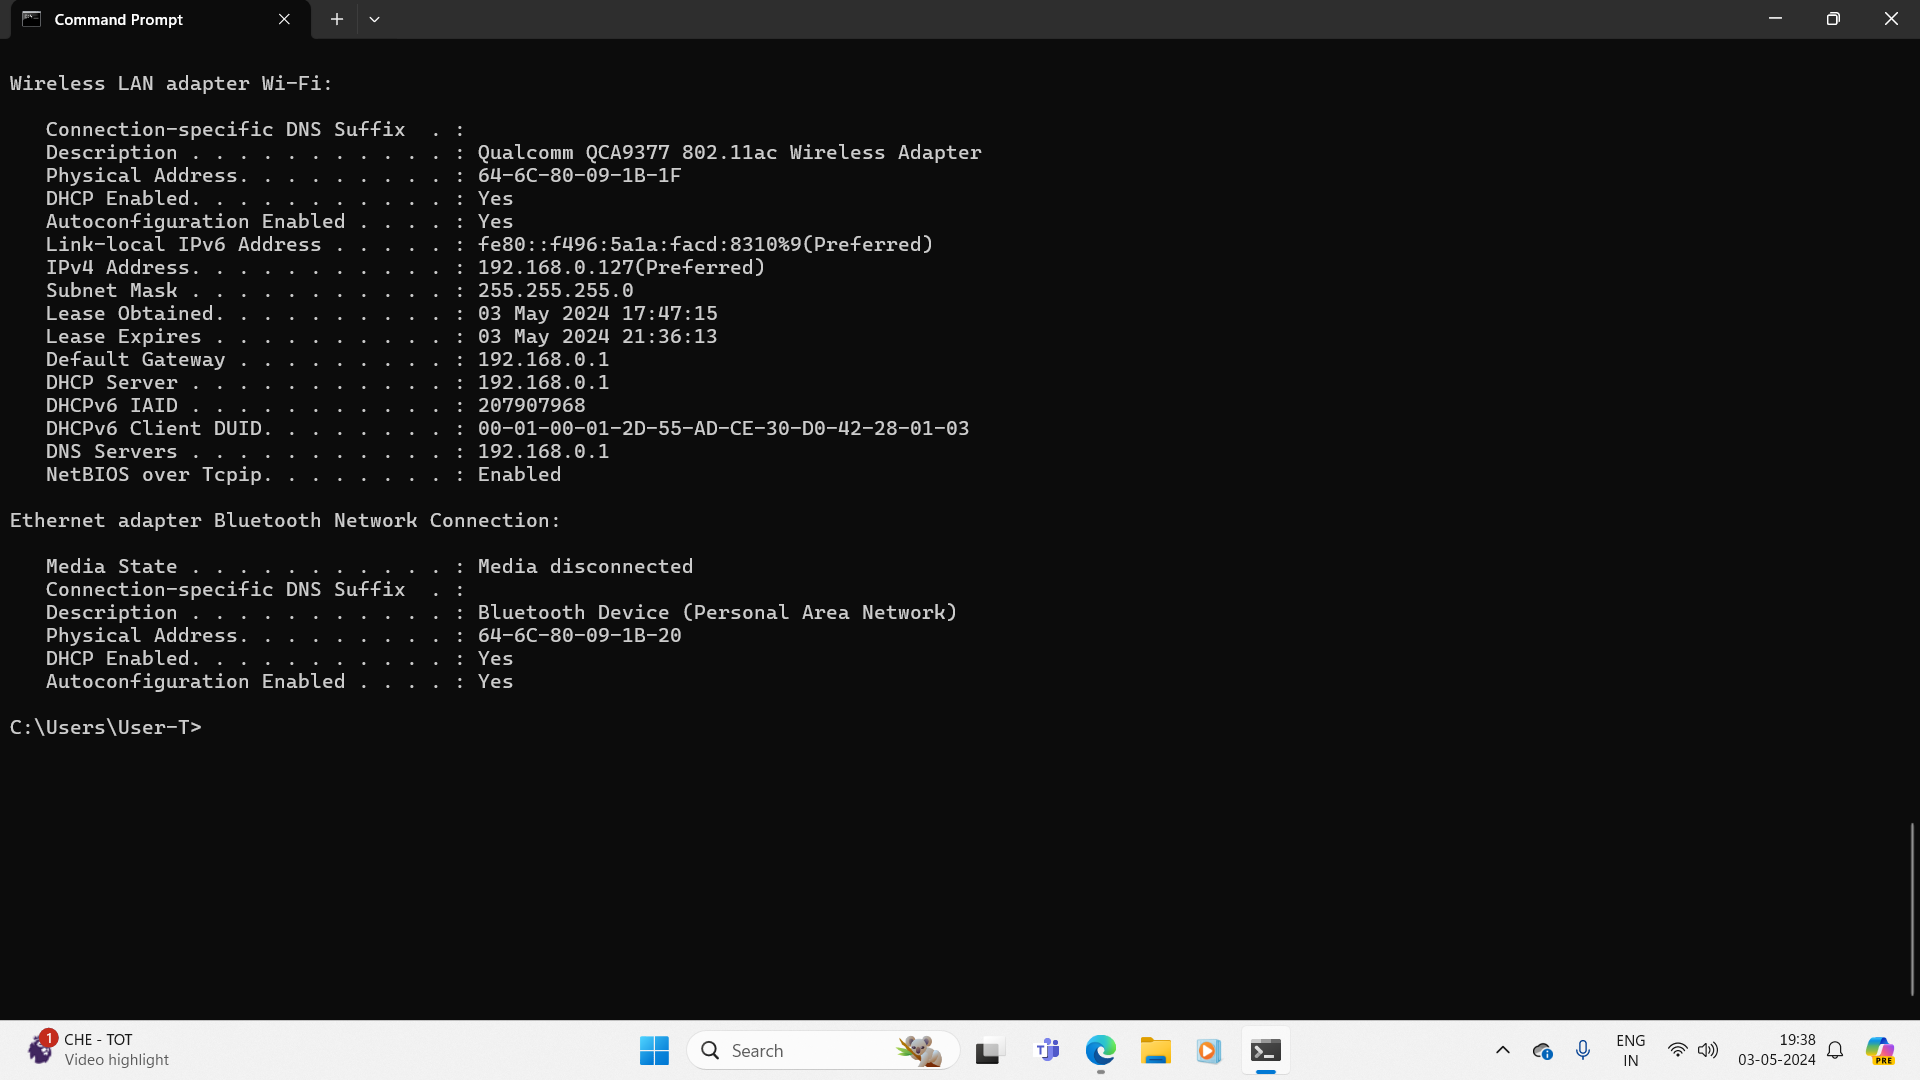 Command Prompt
Wireless LAN adapter Wi-Fi:
Connection-specific DNS Suffix  . :
Description . . . . . . . . . . . : Qualcomm QCA9377 802.11ac Wireless Adapter
Physical Address. . . . . . . . . : 64-6C-80-09-1B-1F
DHCP Enabled. . . . . . . . . . . : Yes
Autoconfiguration Enabled . . . . : Yes
Link-local IPv6 Address . . . . . : fe80::f496:5a1a:facd:8310%9(Preferred)
IPv4 Address. . . . . . . . . . . : 192.168.0.127(Preferred)
Subnet Mask . . . . . . . . . . . : 255.255.255.0
Lease Obtained. . . . . . . . . . : 03 May 2024 17:47:15
Lease Expires . . . . . . . . . . : 03 May 2024 21:36:13
Default Gateway . . . . . . . . . : 192.168.0.1
DHCP Server . . . . . . . . . . . : 192.168.0.1
DHCPv6 IAID . . . . . . . . . . . : 207907968
DHCPv6 Client DUID. . . . . . . . : 00-01-00-01-2D-55-AD-CE-30-D0-42-28-01-03
DNS Servers . . . . . . . . . . . : 192.168.0.1
NetBIOS over Tcpip. . . . . . . . : Enabled
Ethernet adapter Bluetooth Network Connection:
Media State . . . . . . . . . . . : Media disconnected
Connection-specific DNS Suffix  . :
Description . . . . . . . . . . . : Bluetooth Device (Personal Area Network)
Physical Address. . . . . . . . . : 64-6C-80-09-1B-20
DHCP Enabled. . . . . . . . . . . : Yes
Autoconfiguration Enabled . . . . : Yes
C:\Users\User-T>
1
CHE - TOT
Video highlight
Search
ENG
IN
19:38
03-05-2024
PRE